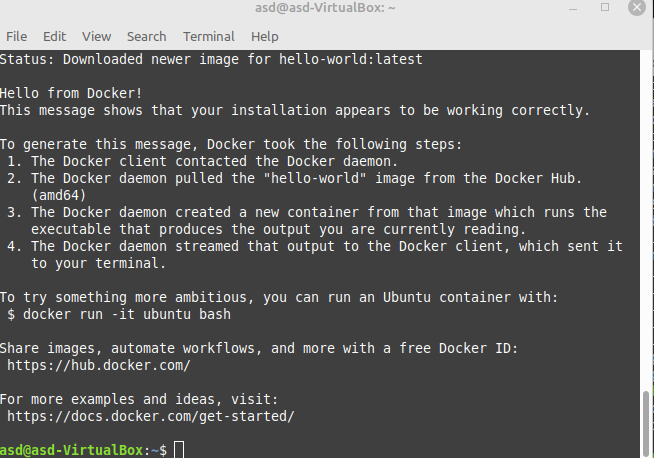 asd@asd-VirtualBox: ~
File Edit View Search Terminal Help
Status: Downloaded newer image for hello-world:latest
Hello from Docker!
This message shows that your installation appears to be working correctly.
To generate this message, Docker took the following steps:
1. The Docker client contacted the Docker daemon.
2. The Docker daemon pulled the "hello-world" image from the Docker Hub.
(amd64)
3. The Docker daemon created a new container from that image which runs the
executable that produces the output you are currently reading.
4. The Docker daemon streamed that output to the Docker client, which sent it
to your terminal.
To try something more ambitious, you can run an Ubuntu container with:
$ docker run -it ubuntu bash
Share images, automate workflows, and more with a free Docker ID:
https://hub.docker.com/
For more examples and ideas, visit:
https://docs.docker.com/get-started/
asd@asd-VirtualBox:~$